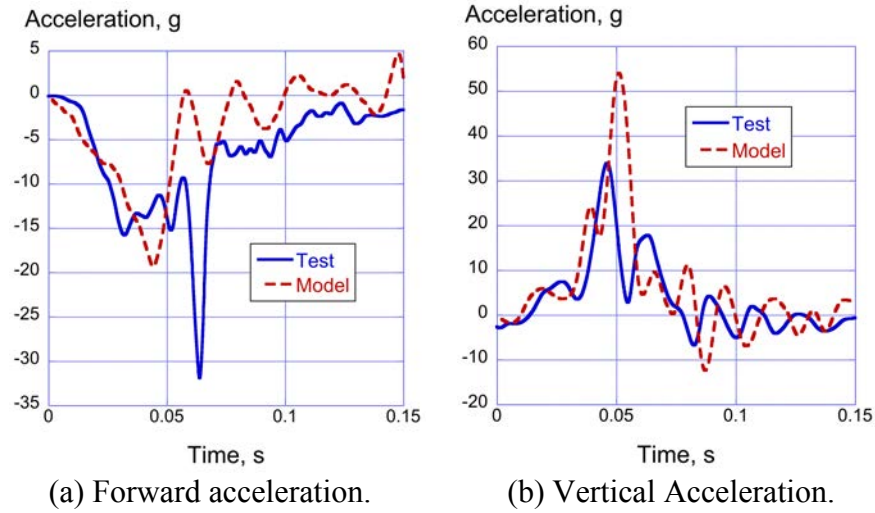 Acceleration, g
5
0
-5
-10
-15
-20
-25
-30
-35
0
0.05
0.1
0.15
Test
Model
Time, s
(a) Forward acceleration.
Acceleration, g
60
50
40
30
20
10
0
-10
-20
0
0.05
0.1
0.15
Test
Model
Time, s
(b) Vertical Acceleration.